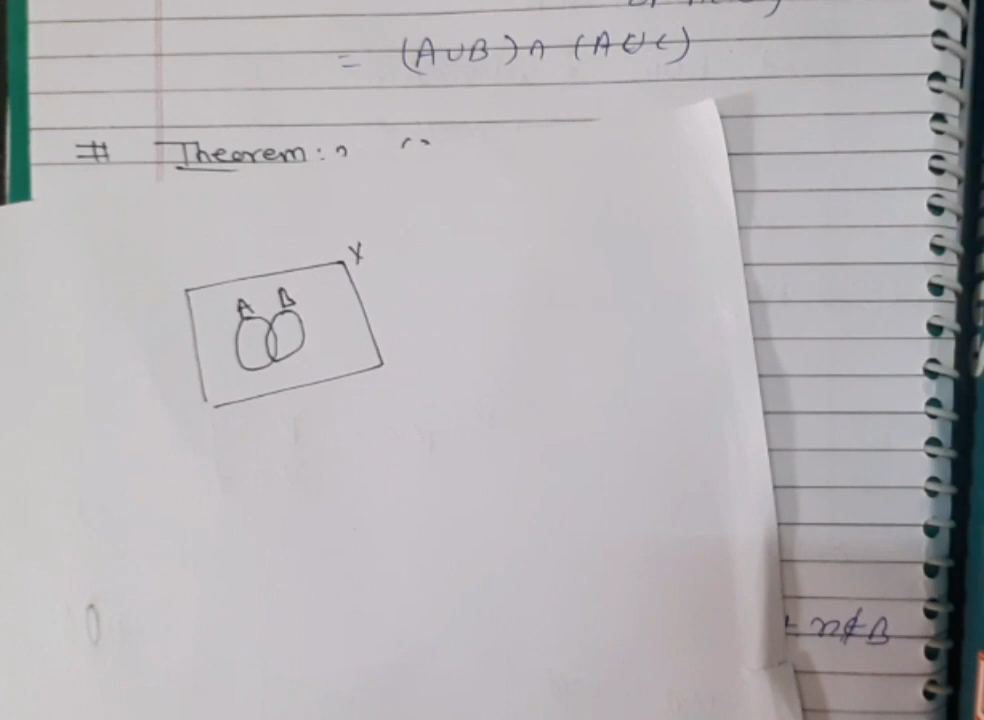 = (A∪B)∩(A∪C)
# Theorem:
X
A B
x∉B